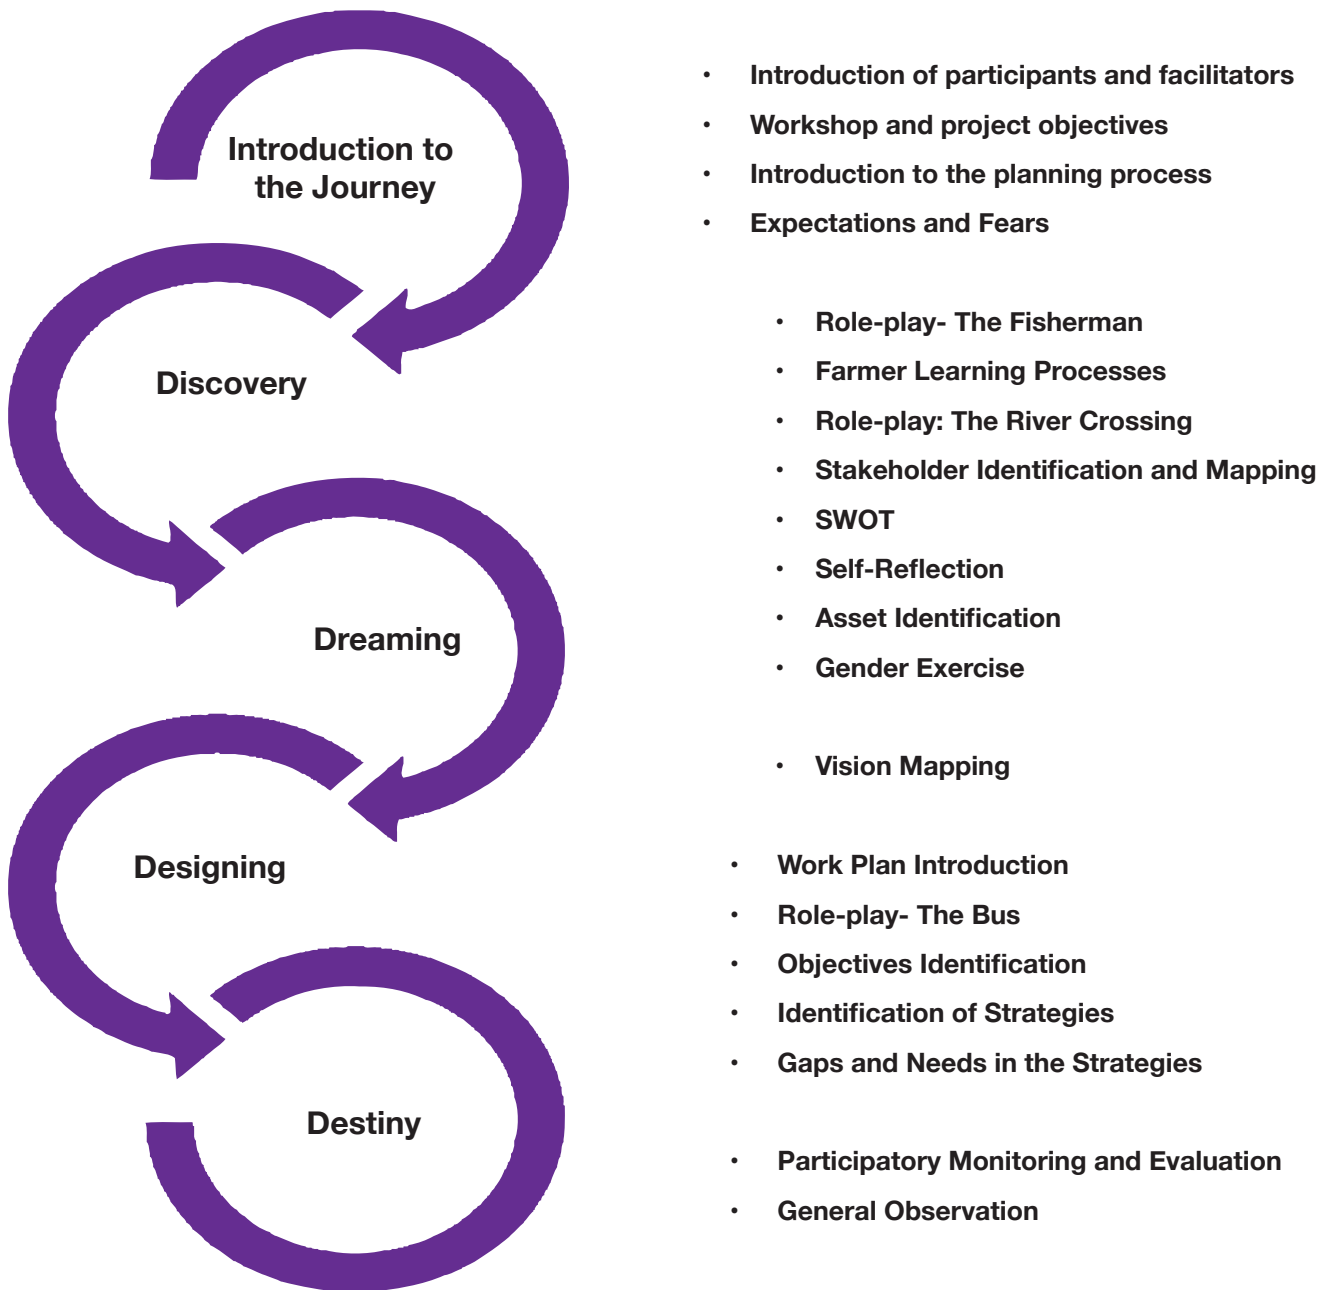 Introduction to
the Journey
• Introduction of participants and facilitators
• Workshop and project objectives
• Introduction to the planning process
• Expectations and Fears
Discovery
• Role-play- The Fisherman
• Farmer Learning Processes
• Role-play: The River Crossing
• Stakeholder Identification and Mapping
• SWOT
• Self-Reflection
• Asset Identification
• Gender Exercise
Dreaming
• Vision Mapping
Designing
• Work Plan Introduction
• Role-play- The Bus
• Objectives Identification
• Identification of Strategies
• Gaps and Needs in the Strategies
Destiny
• Participatory Monitoring and Evaluation
• General Observation